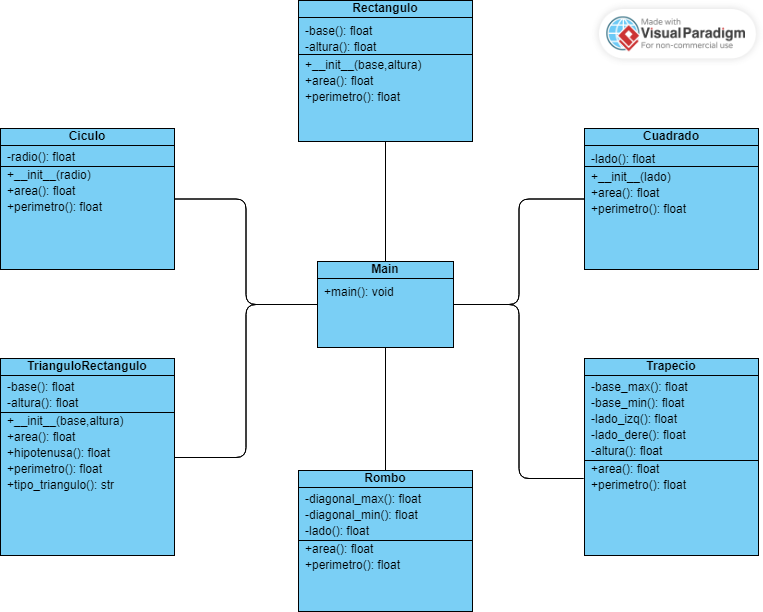 Rectangulo
-base(): float
-altura(): float
+__init__(base,altura)
+area(): float
+perimetro(): float
Made with
VisualParadigm
For non-commercial use
Ciculo
-radio(): float
+__init__(radio)
+area(): float
+perimetro(): float
Cuadrado
-lado(): float
+__init__(lado)
+area(): float
+perimetro(): float
Main
+main(): void
TrianguloRectangulo
-base(): float
-altura(): float
+__init__(base,altura)
+area(): float
+hipotenusa(): float
+perimetro(): float
+tipo_triangulo(): str
Rombo
-diagonal_max(): float
-diagonal_min(): float
-lado(): float
+area(): float
+perimetro(): float
Trapecio
-base_max(): float
-base_min(): float
-lado_izq(): float
-lado_dere(): float
-altura(): float
+area(): float
+perimetro(): float